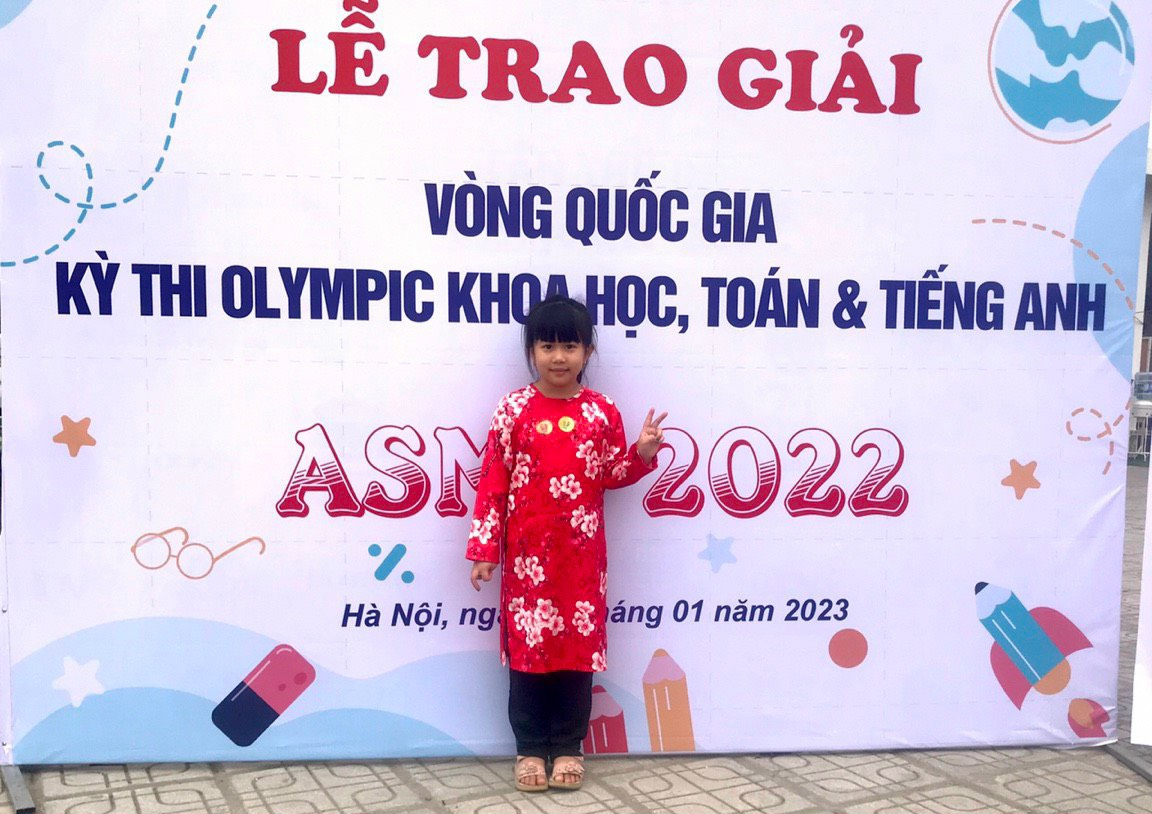 LỄ TRAO GIẢI
VÒNG QUỐC GIA
KỲ THI OLYMPIC KHOA HỌC, TOÁN & TIẾNG ANH
2022
Hà Nội, 01 năm 2023